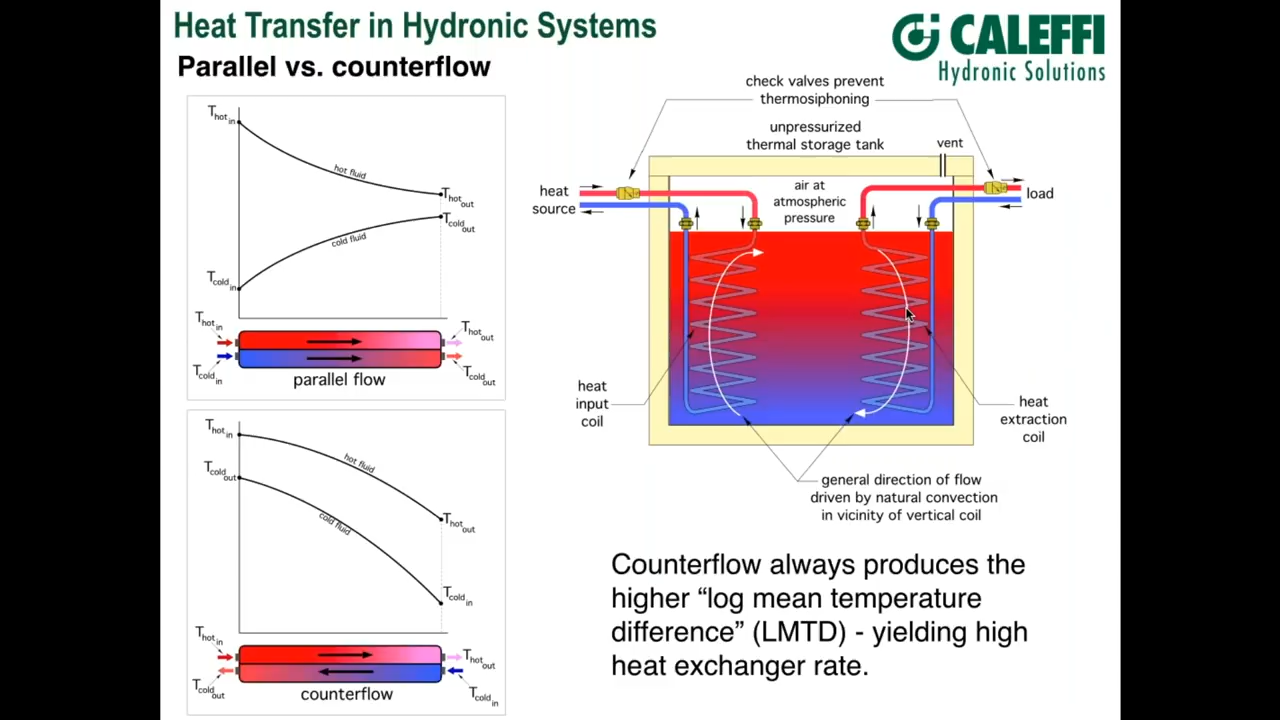 Heat Transfer in Hydronic Systems
CALEFFI
Hydronic Solutions
Parallel vs. counterflow
T hot in
hot fluid
T hot out
T cold out
cold fluid
T cold in
T hot in
T hot out
T cold in
T cold out
parallel flow
T hot in
T cold out
hot fluid
cold fluid
T hot out
T cold in
T hot in
T hot out
T cold out
T cold in
counterflow
check valves prevent
thermosiphoning
unpressurized
thermal storage tank
vent
heat
source
air at
atmospheric
pressure
load
heat
input
coil
heat
extraction
coil
general direction of flow
driven by natural convection
in vicinity of vertical coil
Counterflow always produces the
higher “log mean temperature
difference” (LMTD) - yielding high
heat exchanger rate.